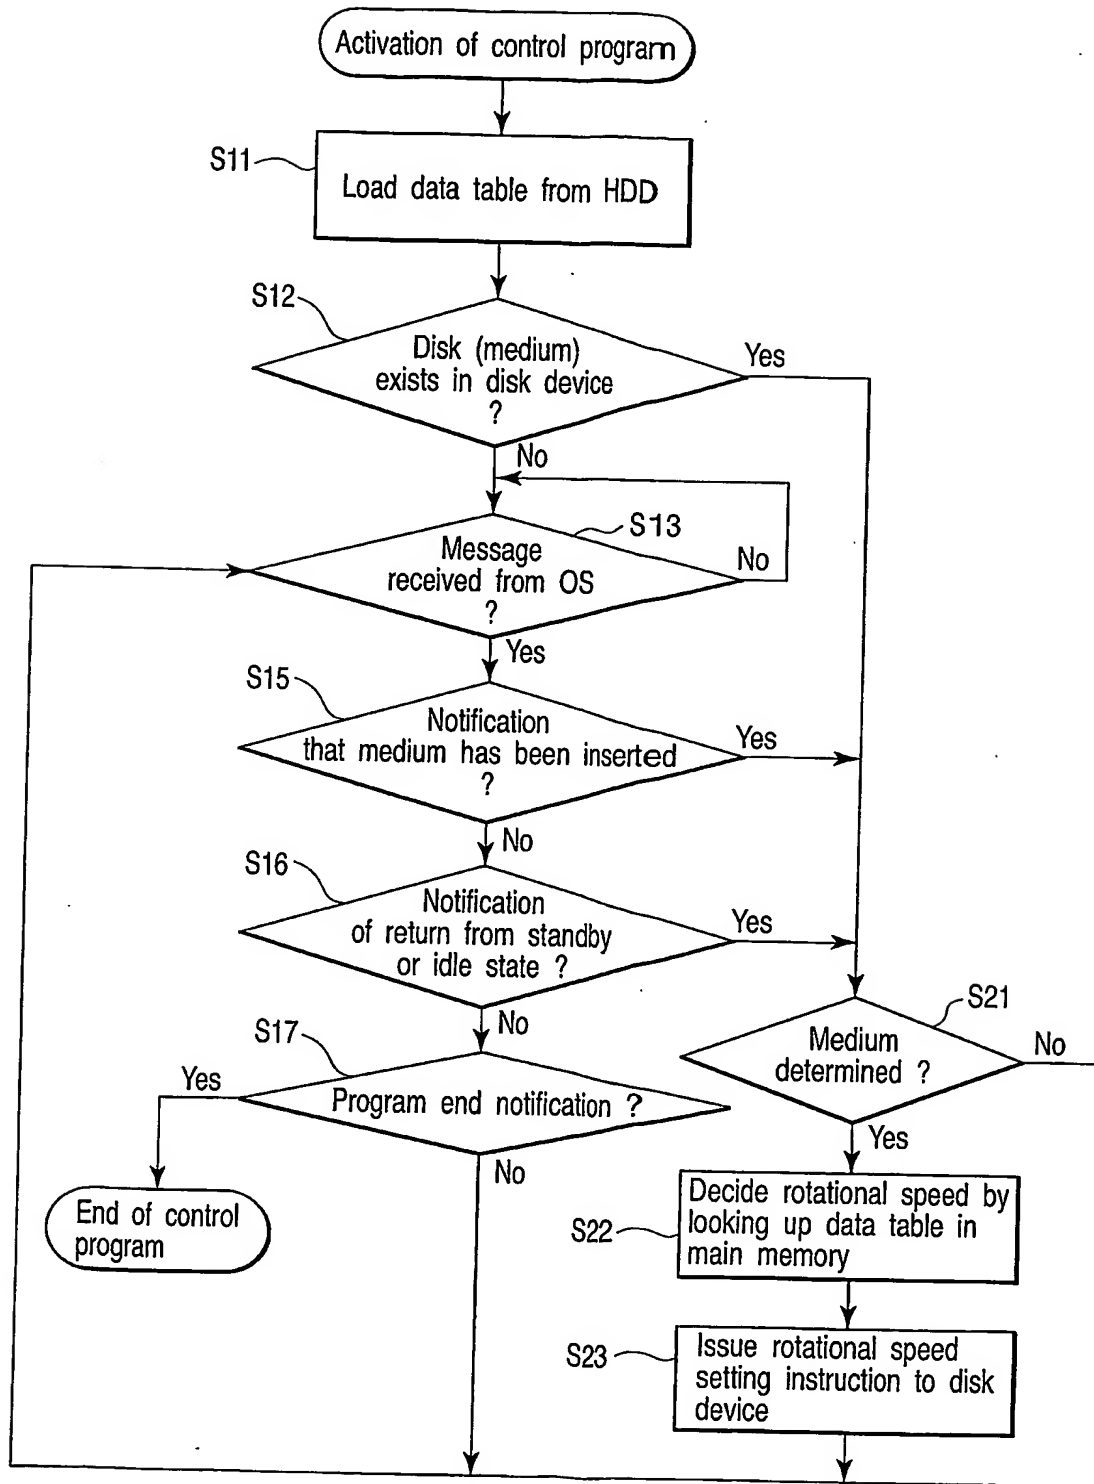 Activation of control program
S11
Load data table from HDD
S12
Disk (medium)
exists in disk device
?
Yes
No
S13
Message
received from OS
?
No
Yes
S15
Notification
that medium has been inserted
?
Yes
No
S16
Notification
of return from standby
or idle state ?
Yes
No
S17
Program end notification ?
Yes
No
End of control
program
S21
Medium
determined ?
No
Yes
S22
Decide rotational speed by
looking up data table in
main memory
S23
Issue rotational speed
setting instruction to disk
device